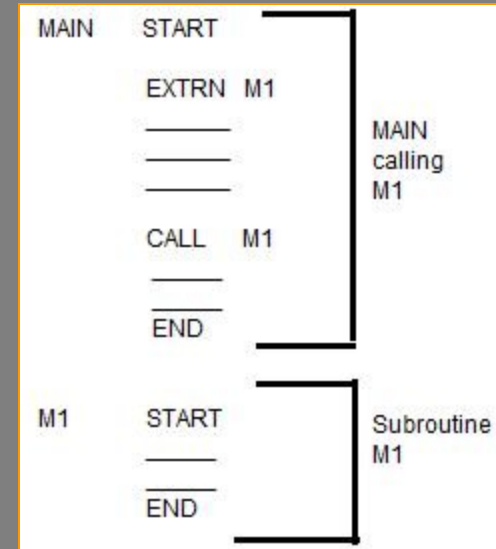 MAIN START
EXTRN M1
MAIN
calling
M1
CALL M1
END
M1 START
Subroutine
M1
END